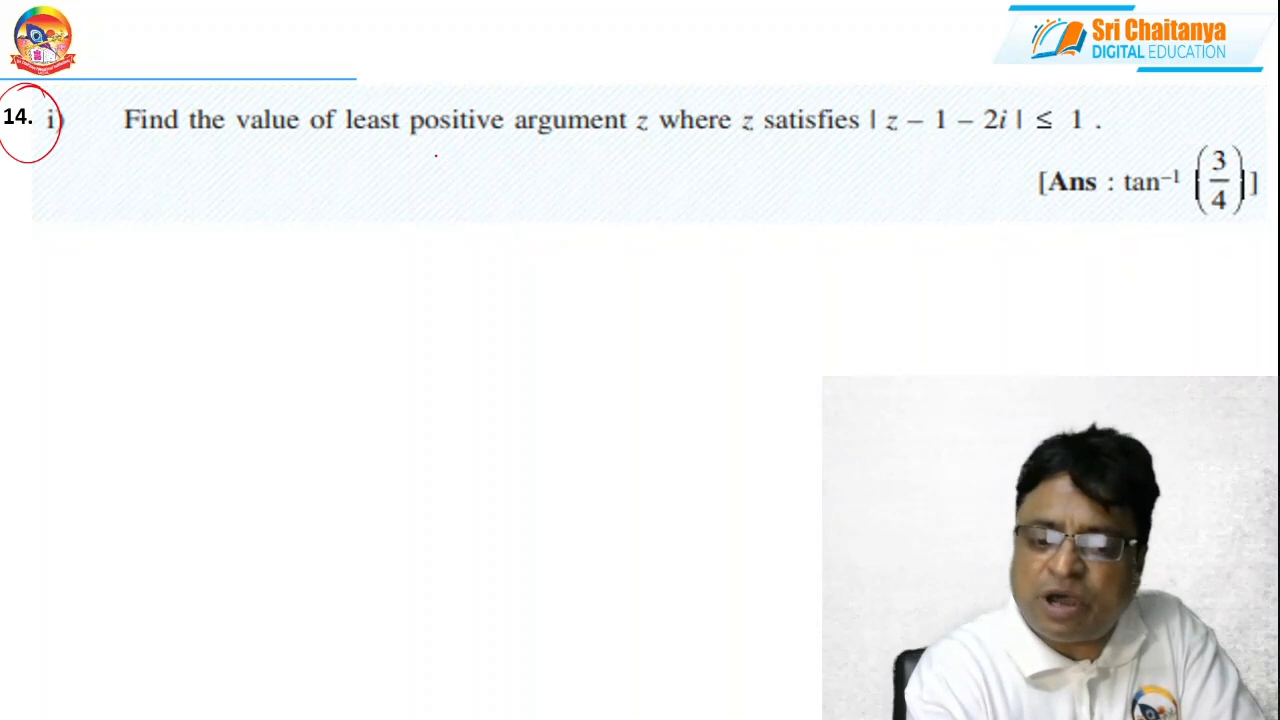 Sri Chaitanya
DIGITAL EDUCATION
14. i) Find the value of least positive argument z where z satisfies | z – 1 – 2i | ≤ 1 .
[Ans : tan⁻¹ (3/4)]